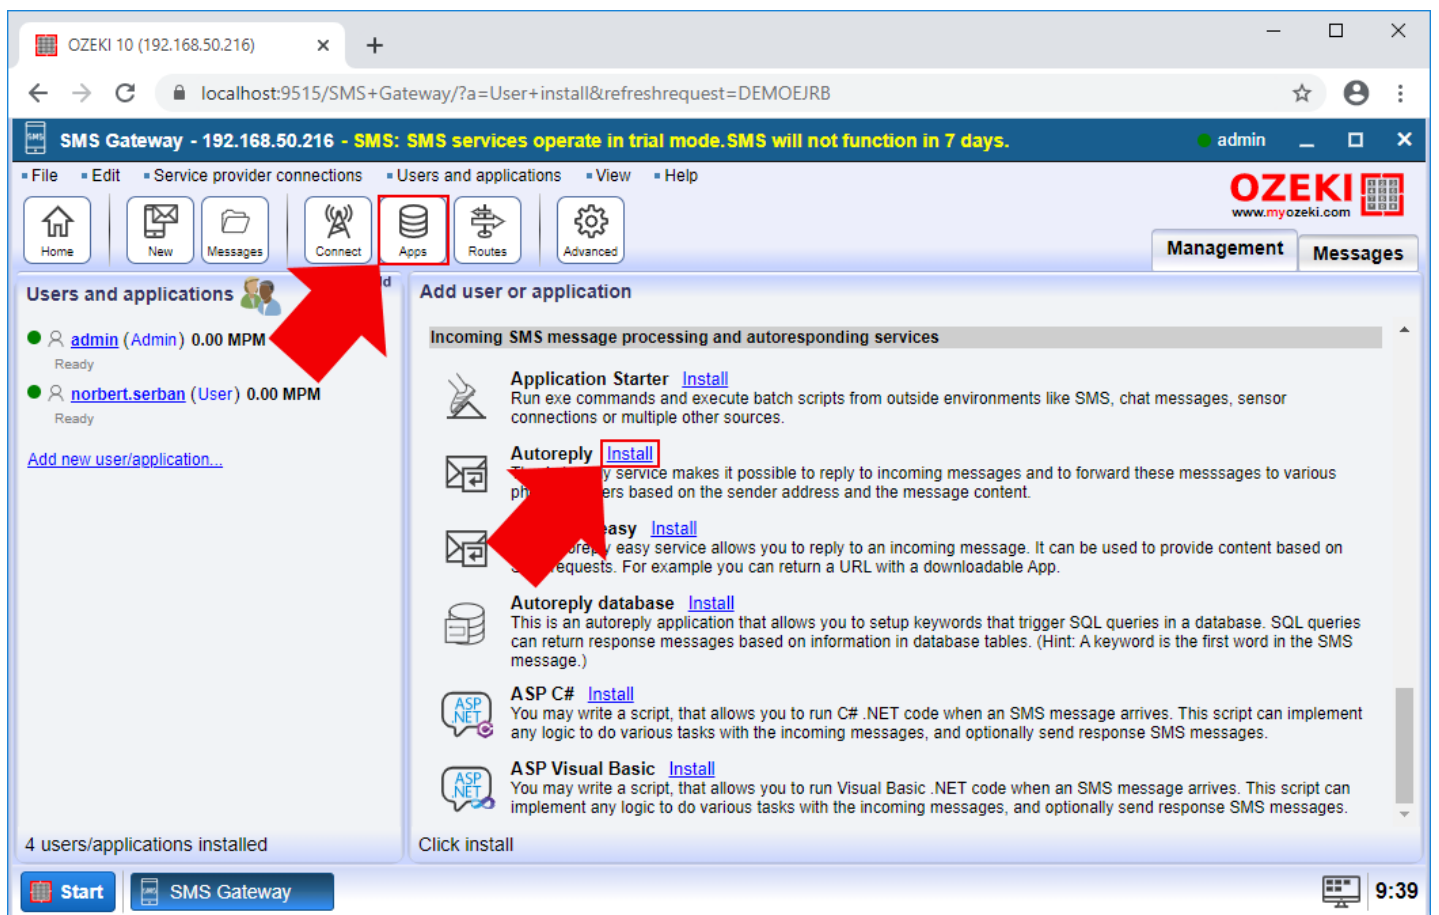 OZEKI 10 (192.168.50.216)
localhost:9515/SMS+Gateway/?a=User+install&refreshrequest=DEMOEJRB
SMS
SMS Gateway - 192.168.50.216 - SMS: SMS services operate in trial mode.SMS will not function in 7 days.
admin
File Edit Service provider connections Users and applications View Help
OZEKI
www.myozeki.com
Home New Messages Connect Apps Routes Advanced
Management Messages
Users and applications
admin (Admin) 0.00 MPM
Ready
norbert.serban (User) 0.00 MPM
Ready
Add new user/application...
4 users/applications installed
Add user or application
Incoming SMS message processing and autoresponding services
Application Starter Install
Run exe commands and execute batch scripts from outside environments like SMS, chat messages, sensor
connections or multiple other sources.
Autoreply Install
service makes it possible to reply to incoming messages and to forward these messsages to various
based on the sender address and the message content.
easy Install
easy service allows you to reply to an incoming message. It can be used to provide content based on
requests. For example you can return a URL with a downloadable App.
Autoreply database Install
This is an autoreply application that allows you to setup keywords that trigger SQL queries in a database. SQL queries
can return response messages based on information in database tables. (Hint: A keyword is the first word in the SMS
message.)
ASP .NET
ASP C# Install
You may write a script, that allows you to run C# .NET code when an SMS message arrives. This script can implement
any logic to do various tasks with the incoming messages, and optionally send response SMS messages.
ASP .NET
ASP Visual Basic Install
You may write a script, that allows you to run Visual Basic .NET code when an SMS message arrives. This script can
implement any logic to do various tasks with the incoming messages, and optionally send response SMS messages.
Click install
Start
SMS Gateway
9:39